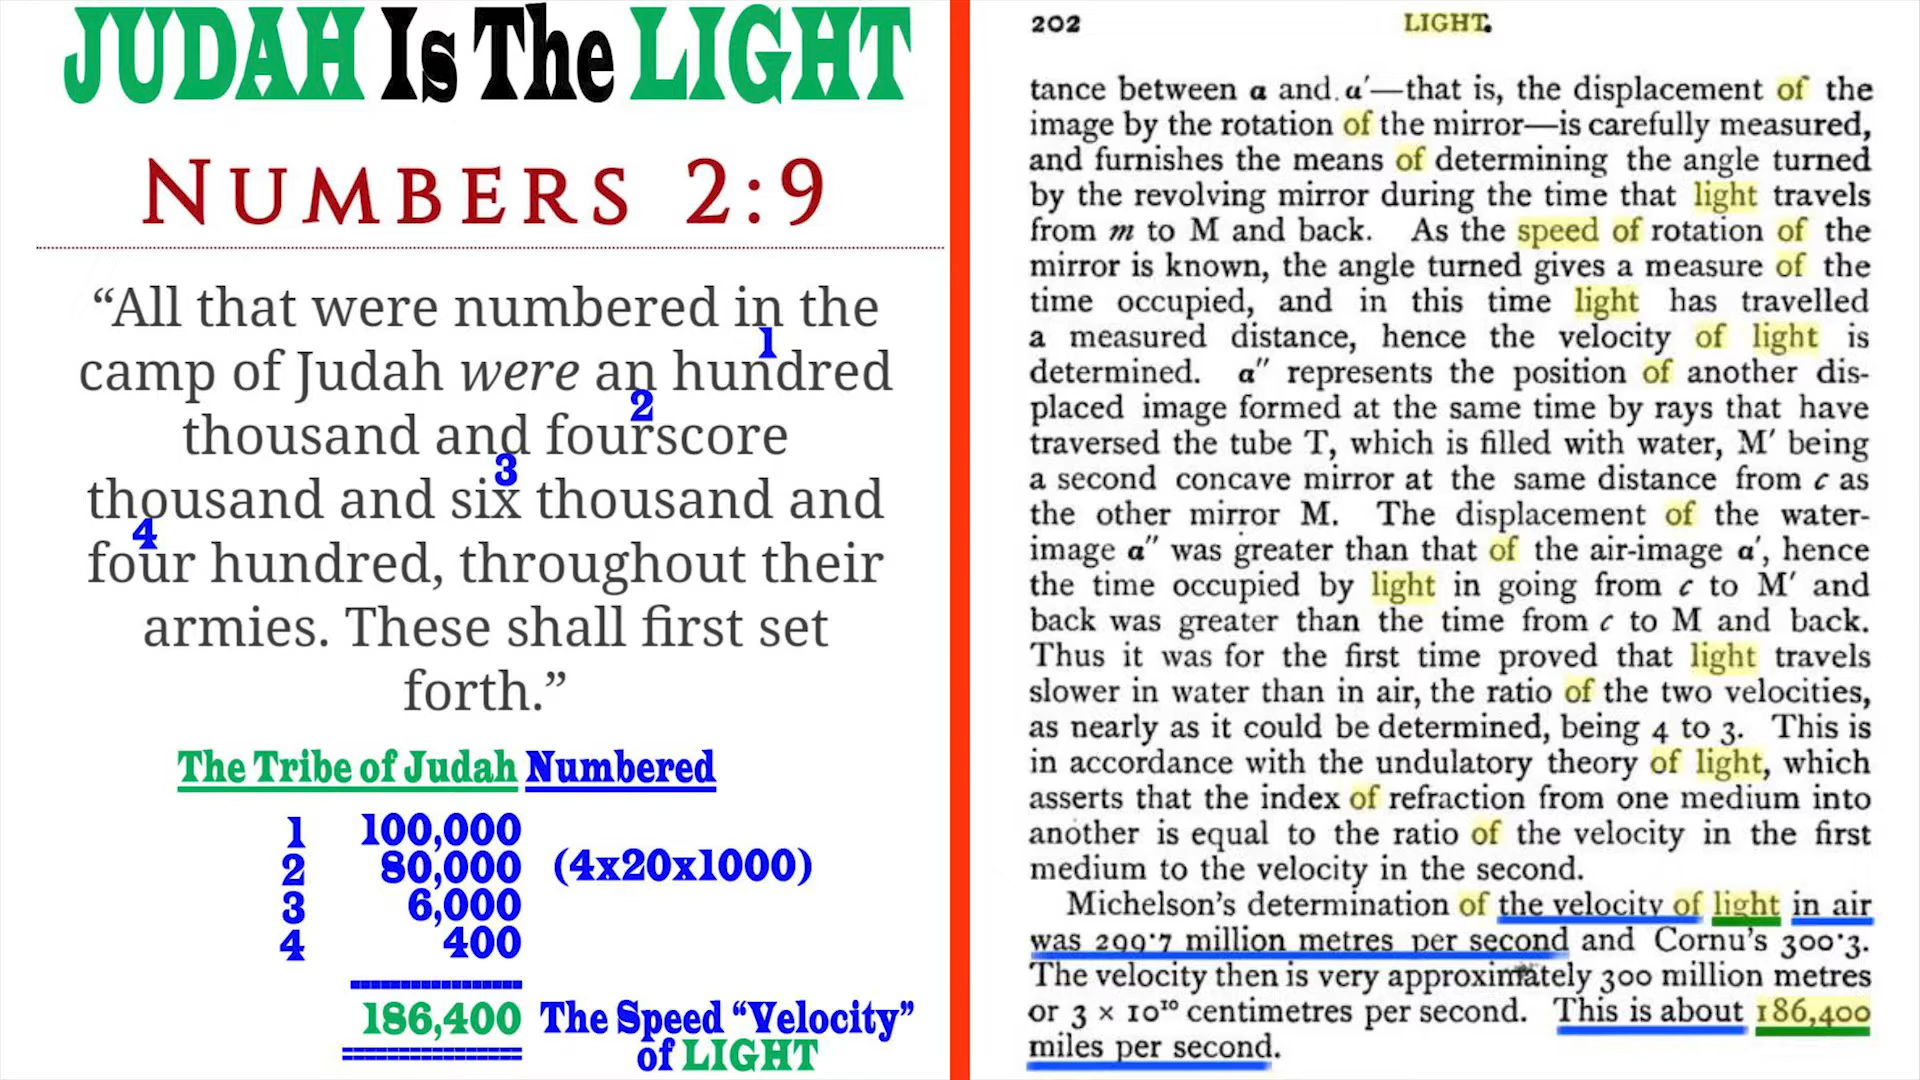 JUDAH Is The LIGHT
NUMBERS 2:9
“All that were numbered in the
1
camp of Judah were an hundred
2
thousand and fourscore
3
thousand and six thousand and
4
four hundred, throughout their
armies. These shall first set
forth.”
The Tribe of Judah Numbered
1 100,000
2 80,000 (4x20x1000)
3 6,000
4 400
186,400 The Speed “Velocity”
of LIGHT
202 LIGHT.
tance between a and a′—that is, the displacement of the
image by the rotation of the mirror—is carefully measured,
and furnishes the means of determining the angle turned
by the revolving mirror during the time that light travels
from m to M and back. As the speed of rotation of the
mirror is known, the angle turned gives a measure of the
time occupied, and in this time light has travelled
a measured distance, hence the velocity of light is
determined. a″ represents the position of another dis-
placed image formed at the same time by rays that have
traversed the tube T, which is filled with water, M′ being
a second concave mirror at the same distance from c as
the other mirror M. The displacement of the water-
image a″ was greater than that of the air-image a′, hence
the time occupied by light in going from c to M′ and
back was greater than the time from c to M and back.
Thus it was for the first time proved that light travels
slower in water than in air, the ratio of the two velocities,
as nearly as it could be determined, being 4 to 3. This is
in accordance with the undulatory theory of light, which
asserts that the index of refraction from one medium into
another is equal to the ratio of the velocity in the first
medium to the velocity in the second.
Michelson’s determination of the velocity of light in air
was 299·7 million metres per second and Cornu’s 300·3.
The velocity then is very approximately 300 million metres
or 3 × 10¹⁰ centimetres per second. This is about 186,400
miles per second.